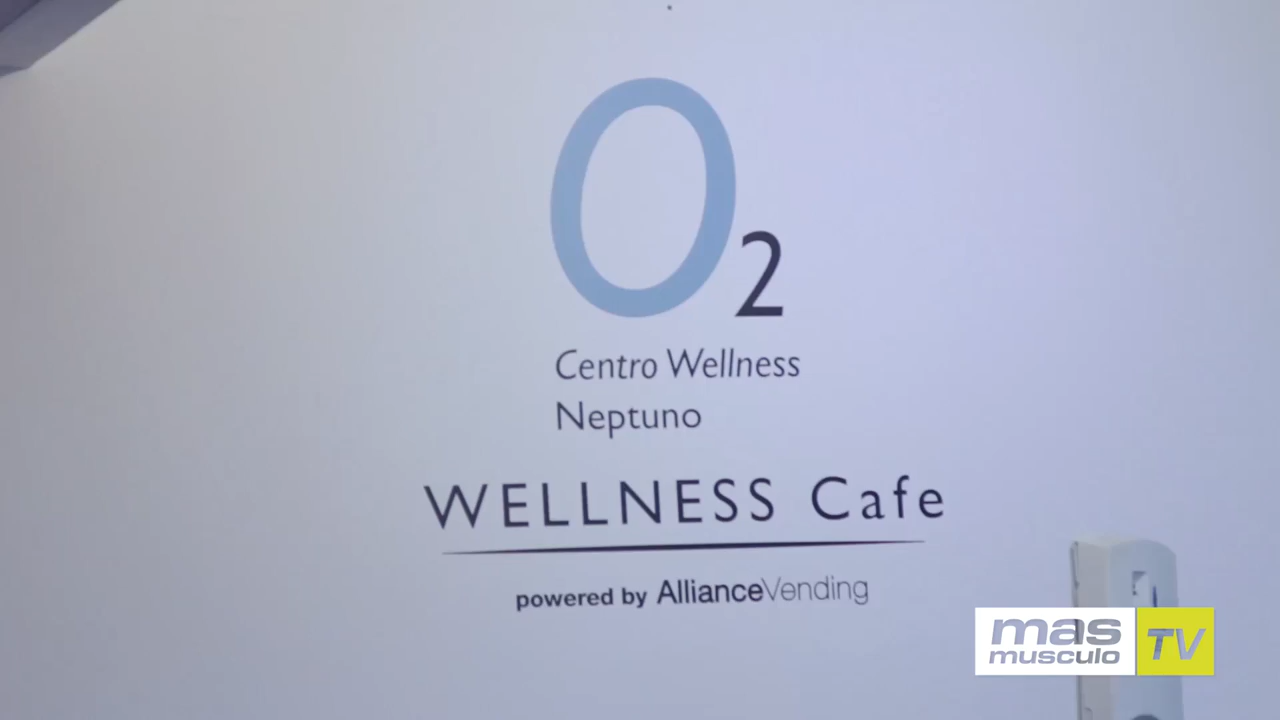 O2
Centro Wellness
Neptuno
WELLNESS Cafe
powered by AllianceVending
mas
musculo
TV